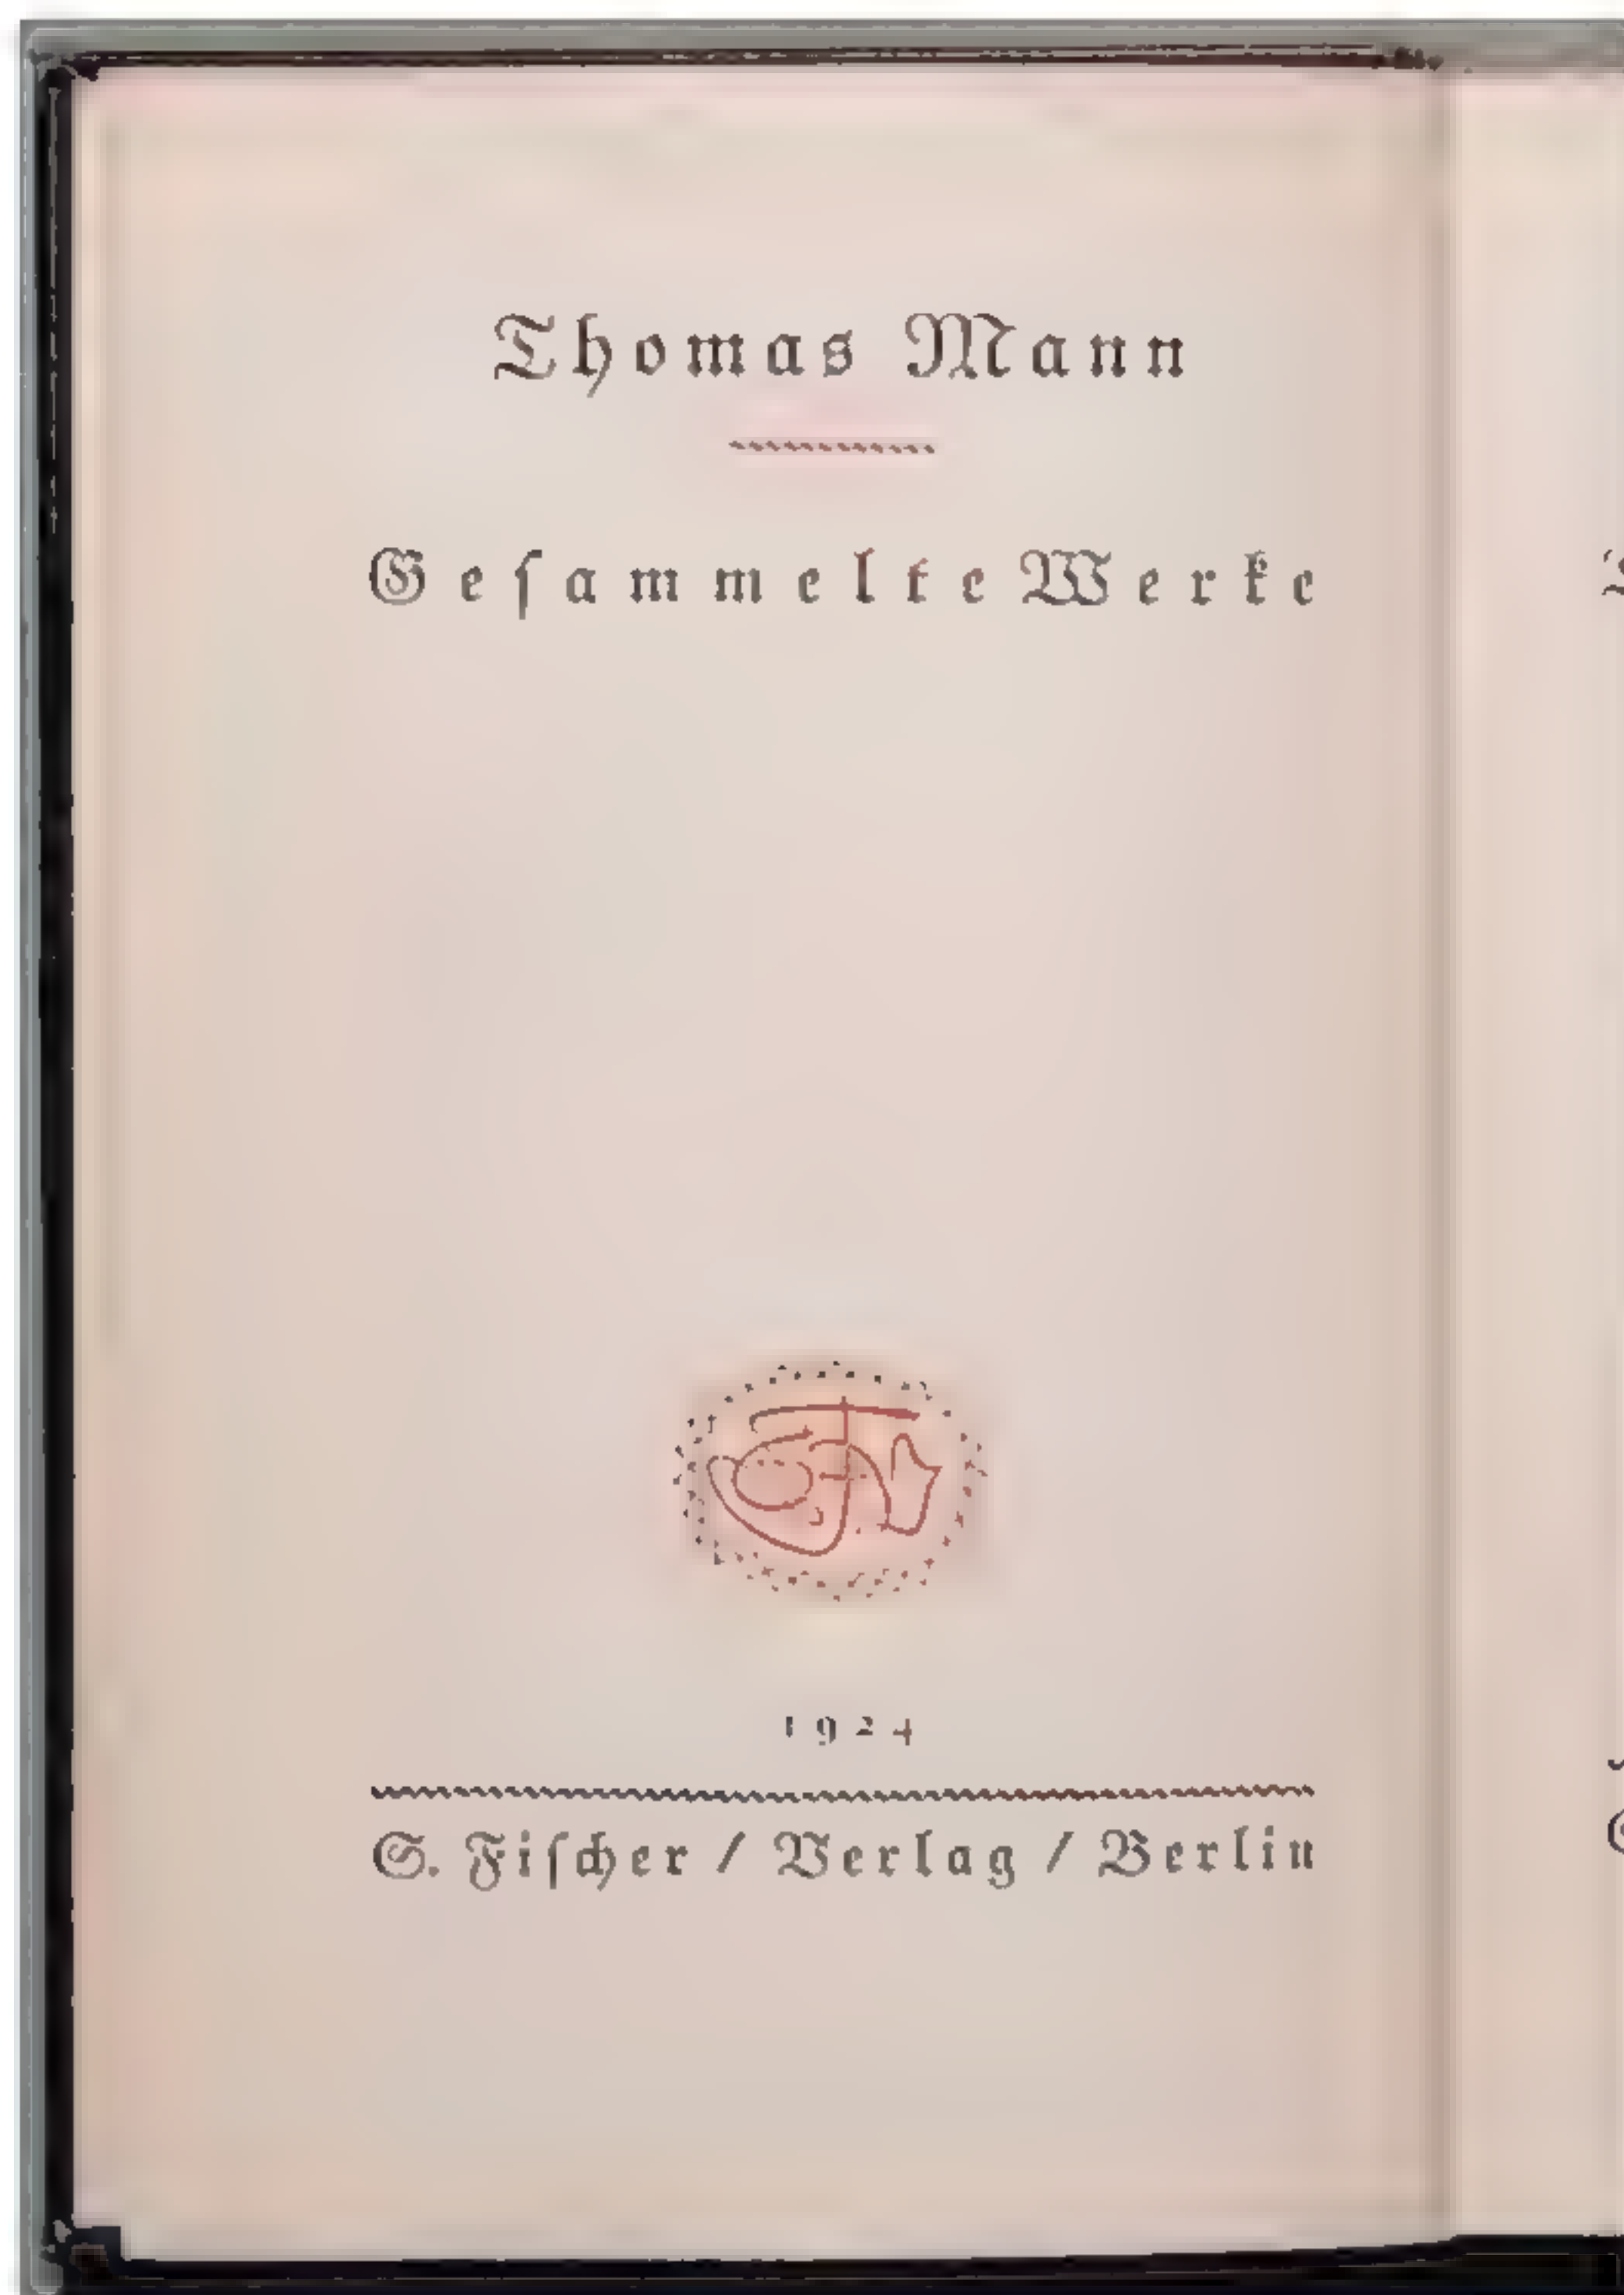 Thomas Mann
Gesammelte Werke
1924
S. Fischer / Verlag / Berlin